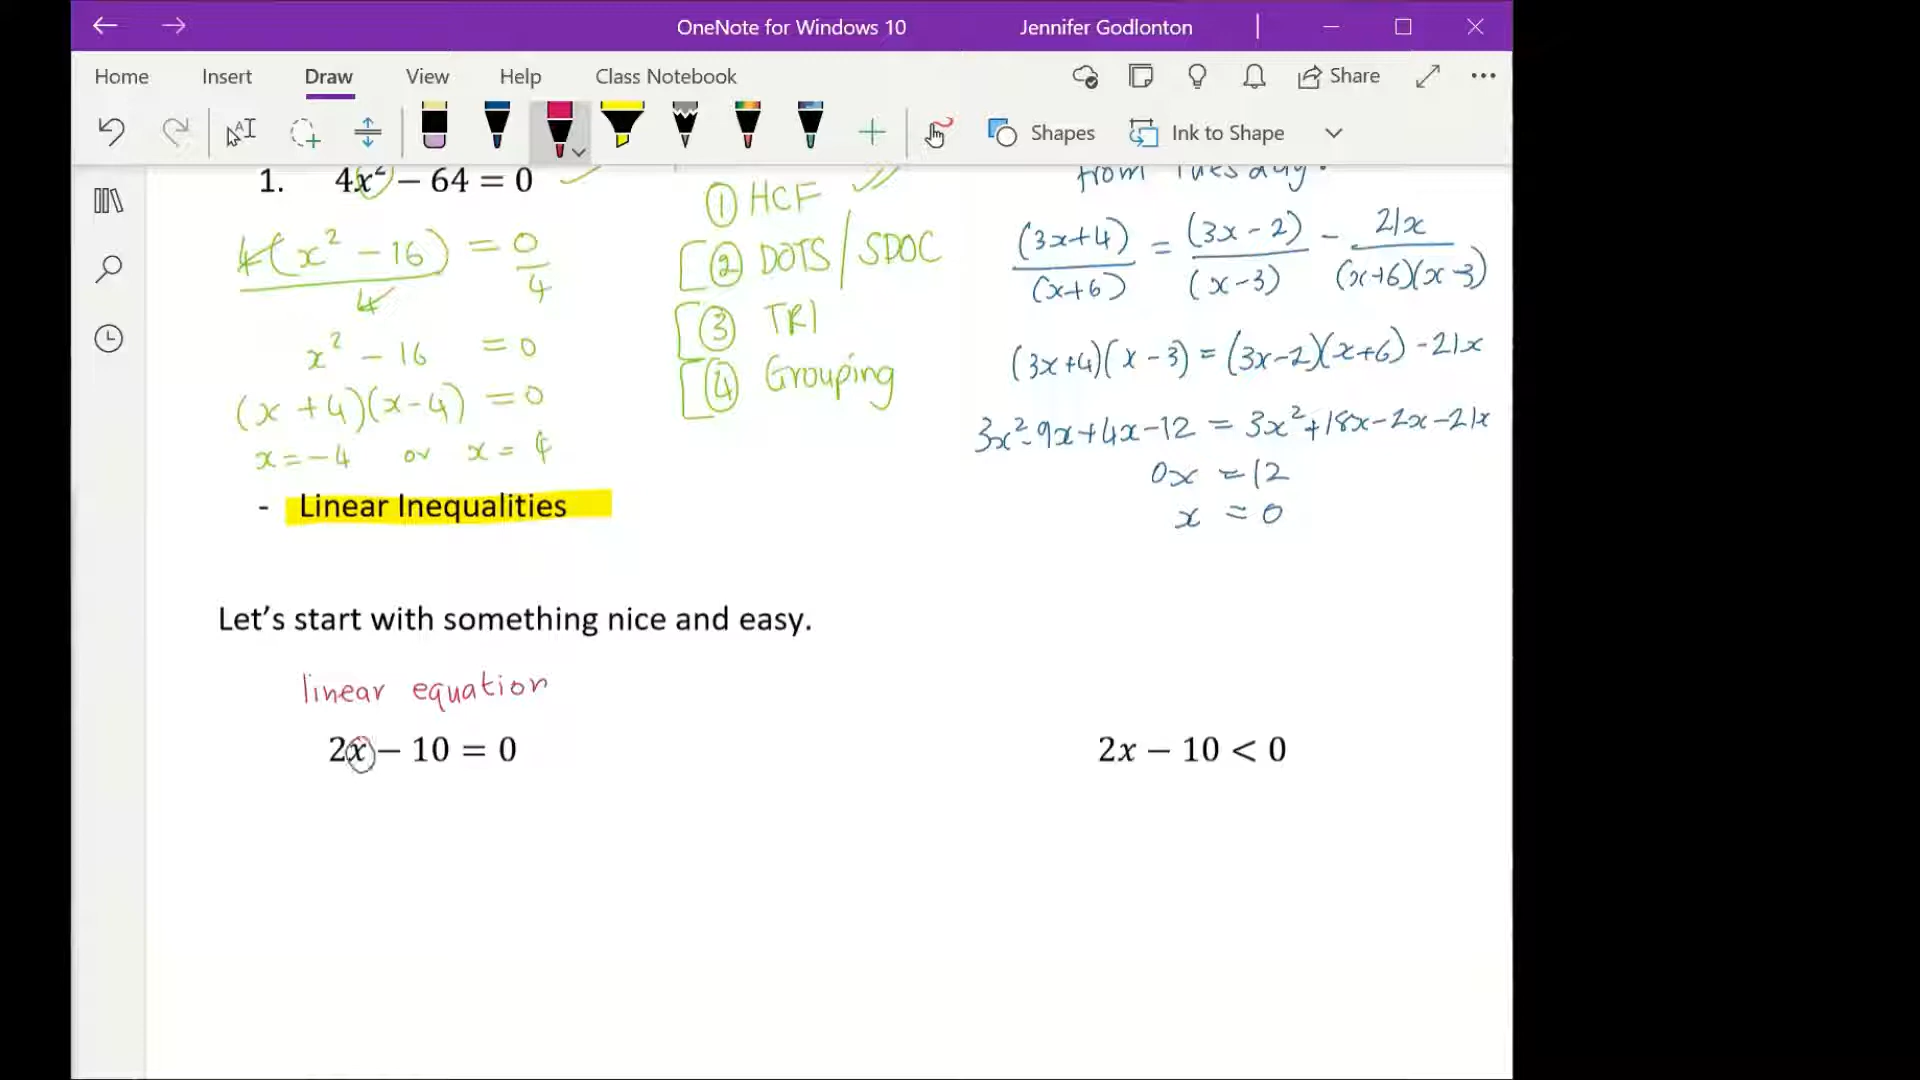 OneNote for Windows 10
Jennifer Godlonton
Home Insert Draw View Help Class Notebook
Share
Shapes
Ink to Shape
1. 4x² − 64 = 0
4(x² − 16) = 0
4 4
x² − 16 = 0
(x + 4)(x − 4) = 0
x = −4 or x = 4
① HCF
② DOTS / SDOC
③ TRI
④ Grouping
from Tuesday.
(3x+4) = (3x − 2) − 21x
(x+6) (x−3) (x+6)(x−3)
(3x+4)(x − 3) = (3x−2)(x+6) − 21x
3x² − 9x + 4x − 12 = 3x² + 18x − 2x − 21x
0x = 12
x = 0
- Linear Inequalities
Let’s start with something nice and easy.
linear equation
2x − 10 = 0
2x − 10 < 0